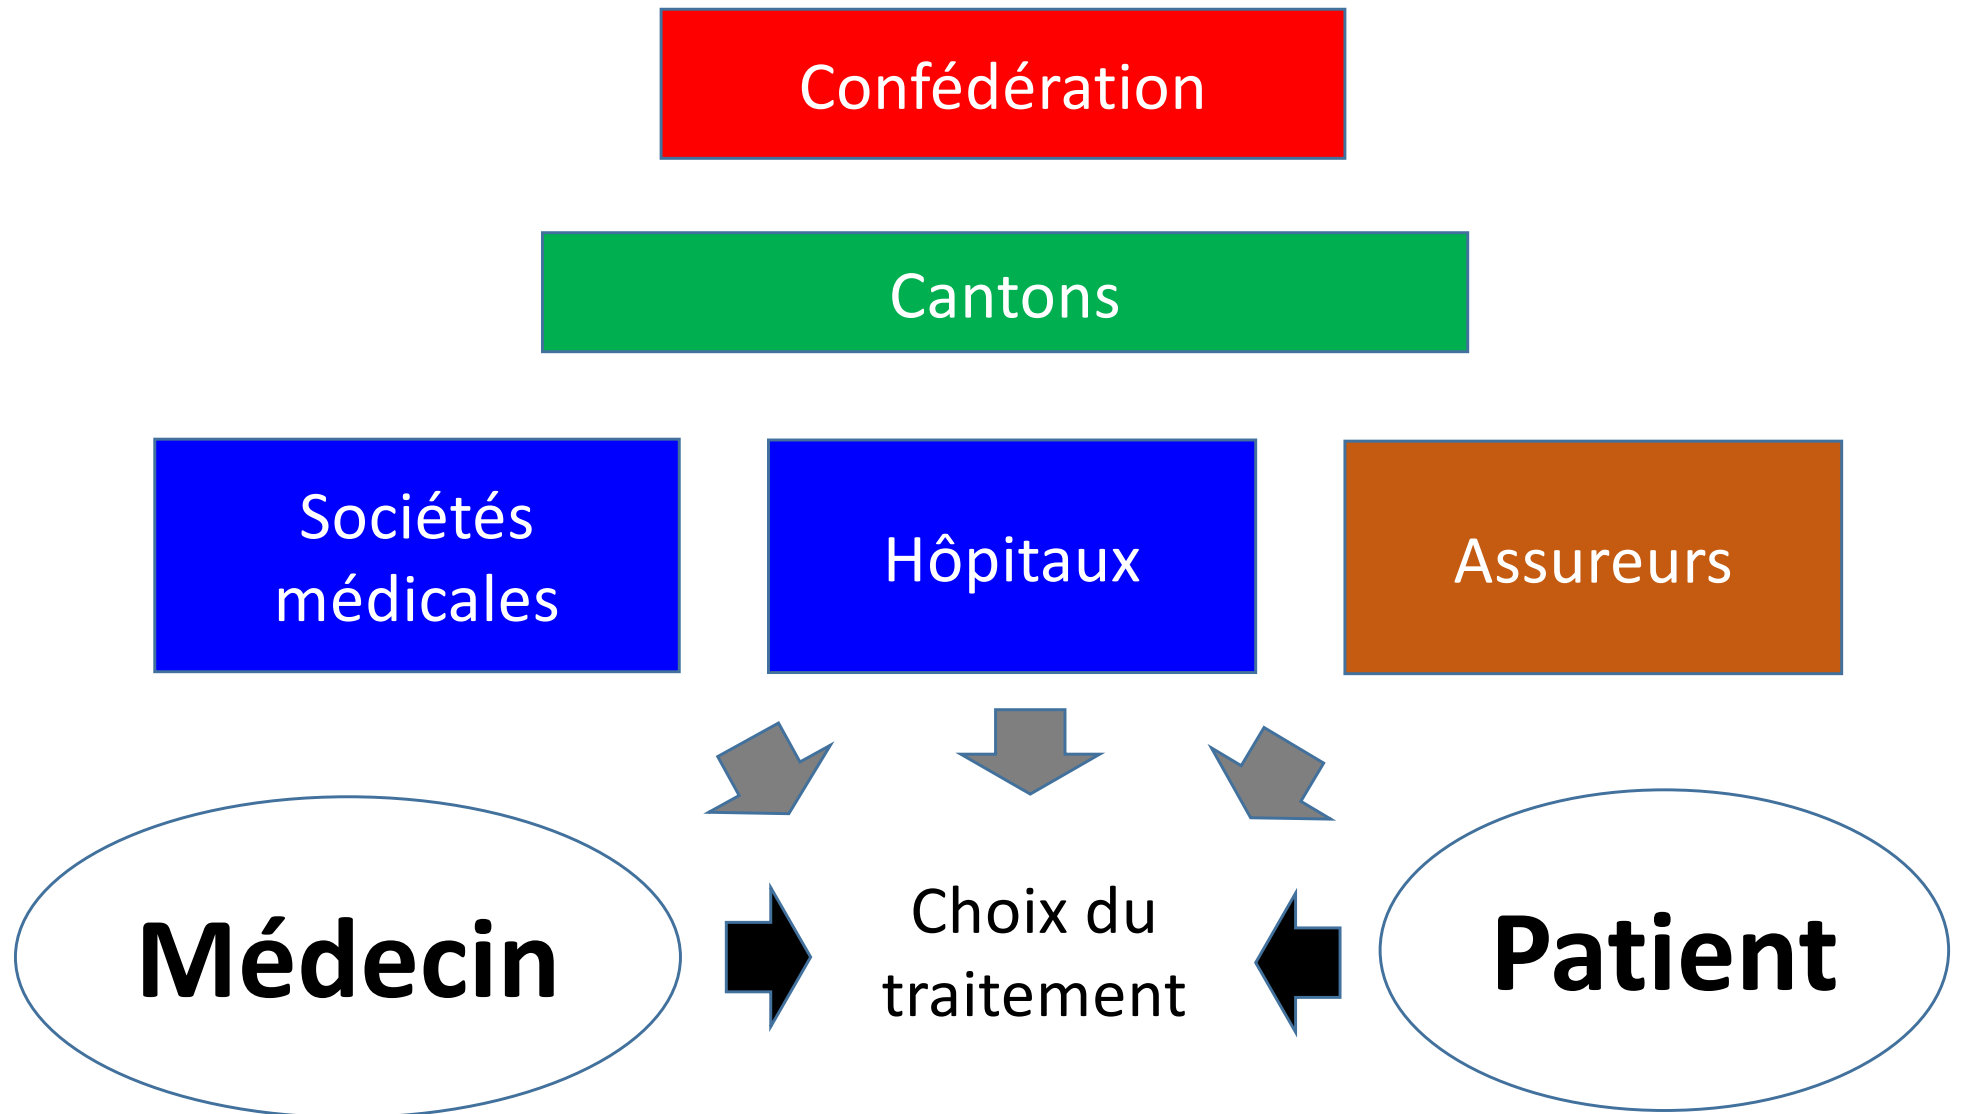 Confédération
Cantons
Sociétés
médicales
Hôpitaux
Assureurs
Médecin
Choix du
traitement
Patient